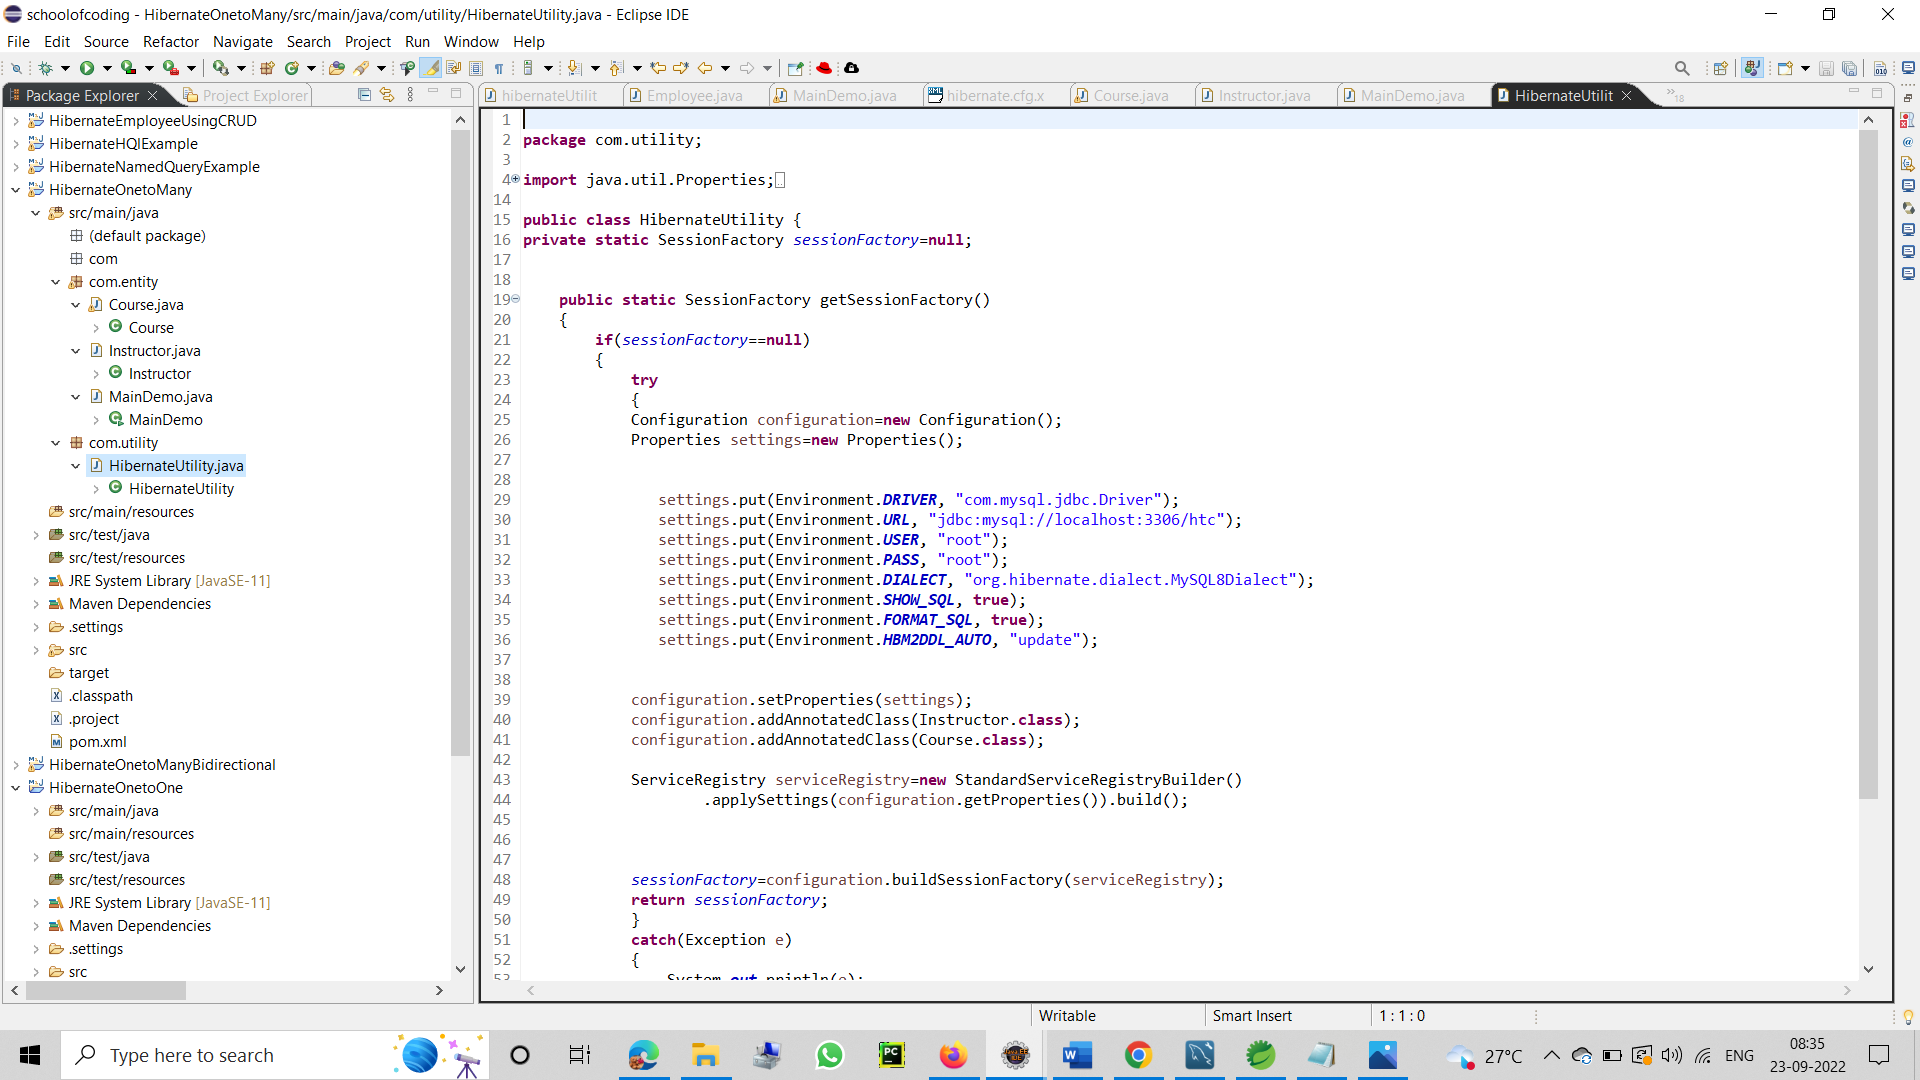 schoolofcoding - HibernateOnetoMany/src/main/java/com/utility/HibernateUtility.java - Eclipse IDE
File Edit Source Refactor Navigate Search Project Run Window Help
Package Explorer
Project Explorer
HibernateEmployeeUsingCRUD
HibernateHQlExample
HibernateNamedQueryExample
HibernateOnetoMany
src/main/java
(default package)
com
com.entity
Course.java
Course
Instructor.java
Instructor
MainDemo.java
MainDemo
com.utility
HibernateUtility.java
HibernateUtility
src/main/resources
src/test/java
src/test/resources
JRE System Library [JavaSE-11]
Maven Dependencies
.settings
src
target
.classpath
.project
pom.xml
HibernateOnetoManyBidirectional
HibernateOnetoOne
src/main/java
src/main/resources
src/test/java
src/test/resources
JRE System Library [JavaSE-11]
Maven Dependencies
.settings
src
hibernateUtilit Employee.java MainDemo.java hibernate.cfg.x Course.java Instructor.java MainDemo.java HibernateUtilit 18
1
2 package com.utility;
3
4 import java.util.Properties;
14
15 public class HibernateUtility {
16 private static SessionFactory sessionFactory=null;
17
18
19 public static SessionFactory getSessionFactory()
20 {
21 if(sessionFactory==null)
22 {
23 try
24 {
25 Configuration configuration=new Configuration();
26 Properties settings=new Properties();
27
28
29 settings.put(Environment.DRIVER, "com.mysql.jdbc.Driver");
30 settings.put(Environment.URL, "jdbc:mysql://localhost:3306/htc");
31 settings.put(Environment.USER, "root");
32 settings.put(Environment.PASS, "root");
33 settings.put(Environment.DIALECT, "org.hibernate.dialect.MySQL8Dialect");
34 settings.put(Environment.SHOW_SQL, true);
35 settings.put(Environment.FORMAT_SQL, true);
36 settings.put(Environment.HBM2DDL_AUTO, "update");
37
38
39 configuration.setProperties(settings);
40 configuration.addAnnotatedClass(Instructor.class);
41 configuration.addAnnotatedClass(Course.class);
42
43 ServiceRegistry serviceRegistry=new StandardServiceRegistryBuilder()
44 .applySettings(configuration.getProperties()).build();
45
46
47
48 sessionFactory=configuration.buildSessionFactory(serviceRegistry);
49 return sessionFactory;
50 }
51 catch(Exception e)
52 {
53 System.out.println(e);
Writable Smart Insert 1 : 1 : 0
Type here to search
27°C ENG 08:35
23-09-2022